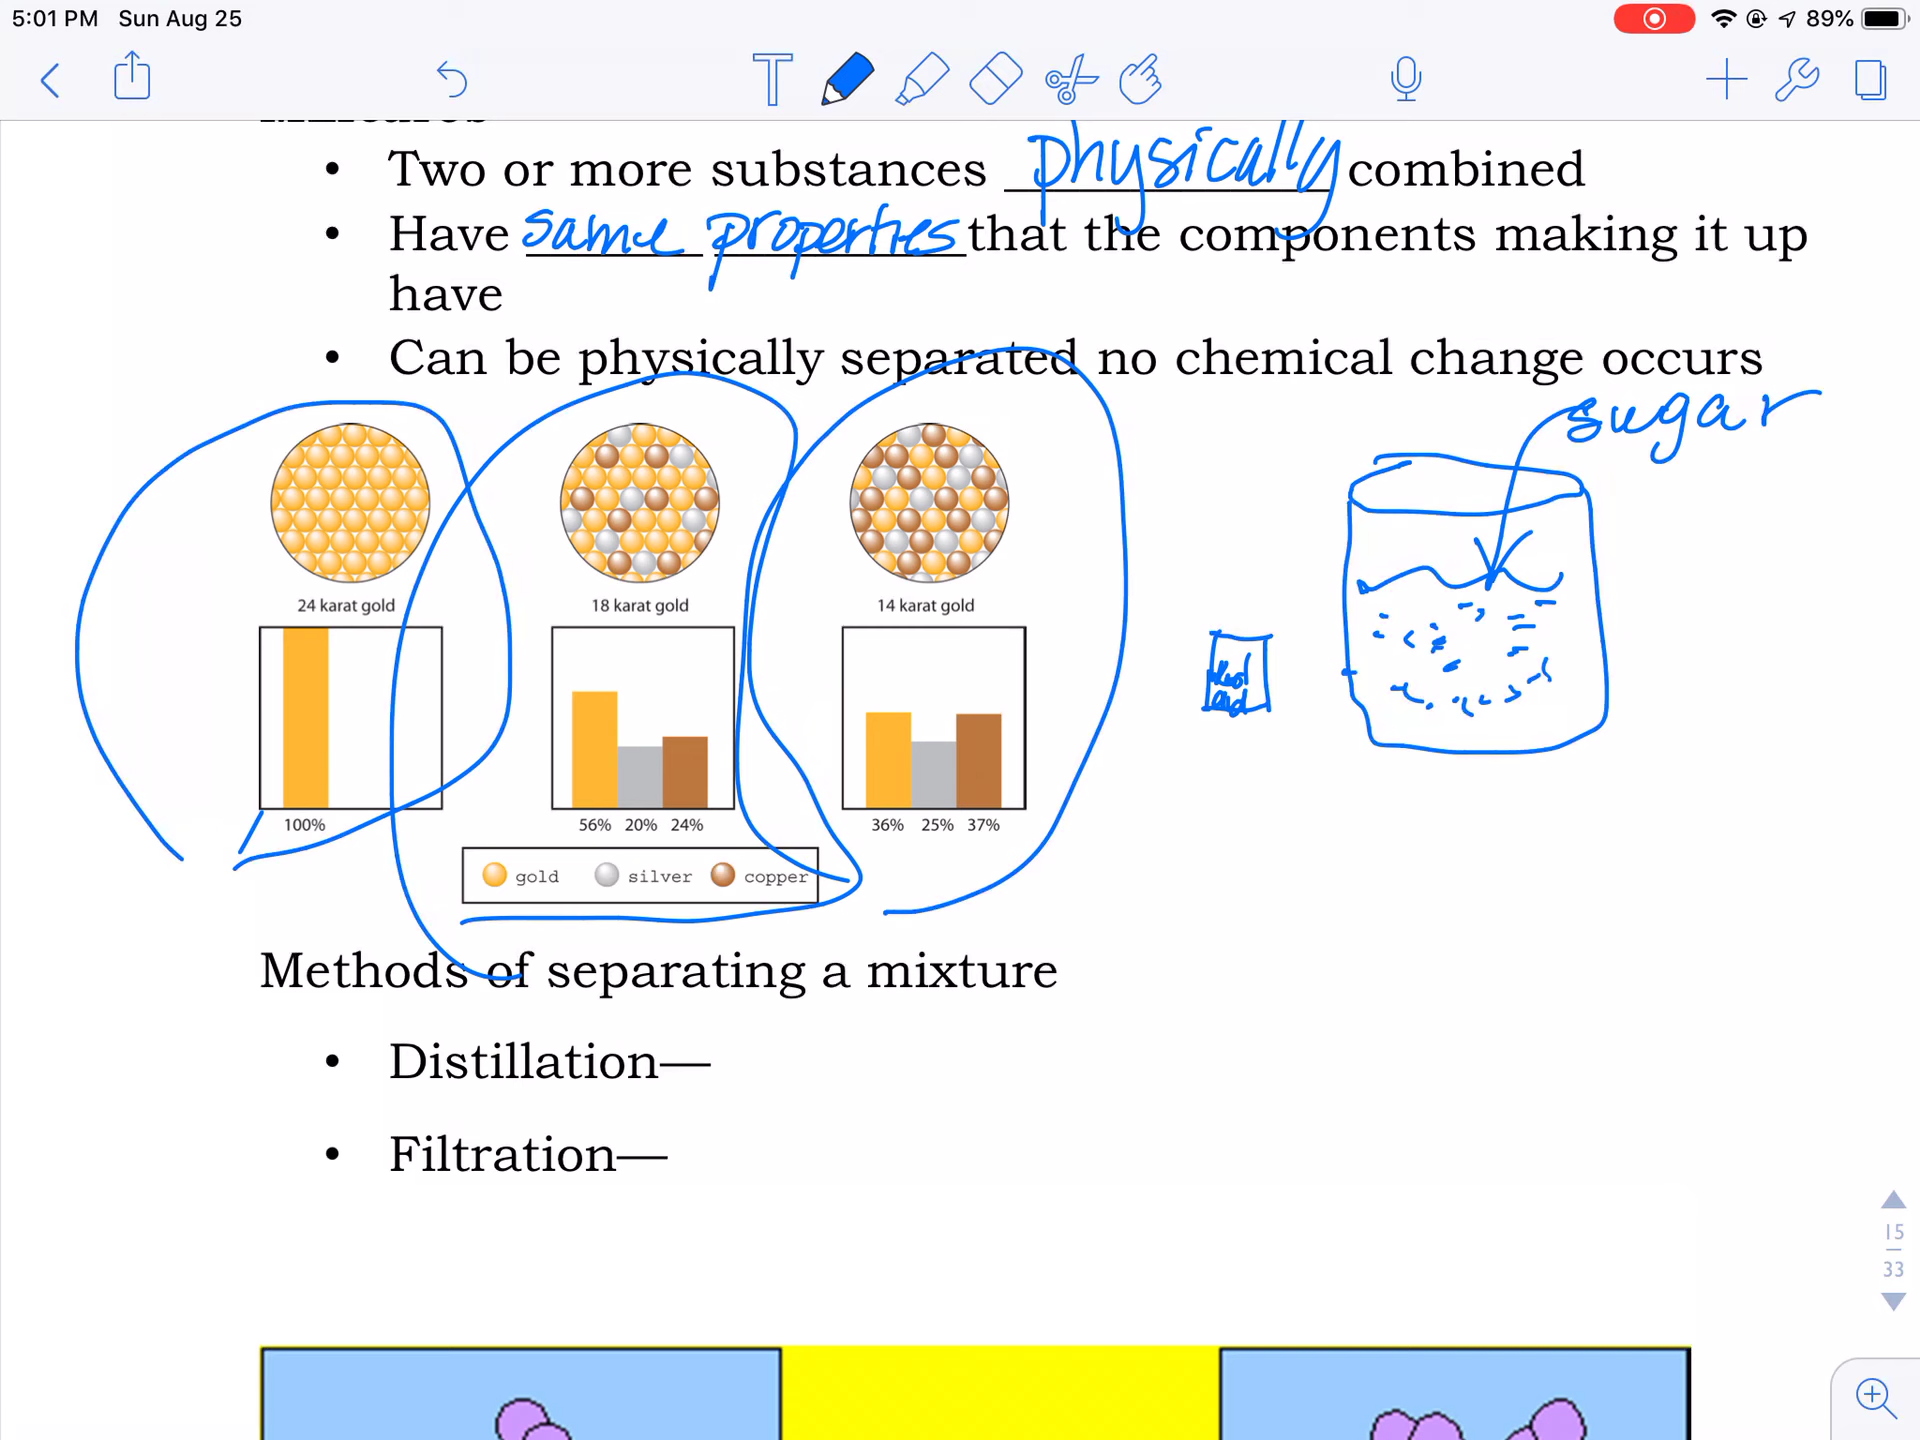 5:01 PM Sun Aug 25 89%
• Two or more substances physically combined
• Have same properties that the components making it up
have
• Can be physically separated no chemical change occurs
sugar
24 karat gold 18 karat gold 14 karat gold
100% 56% 20% 24% 36% 25% 37%
gold silver copper
Methods of separating a mixture
• Distillation—
• Filtration—
15
33